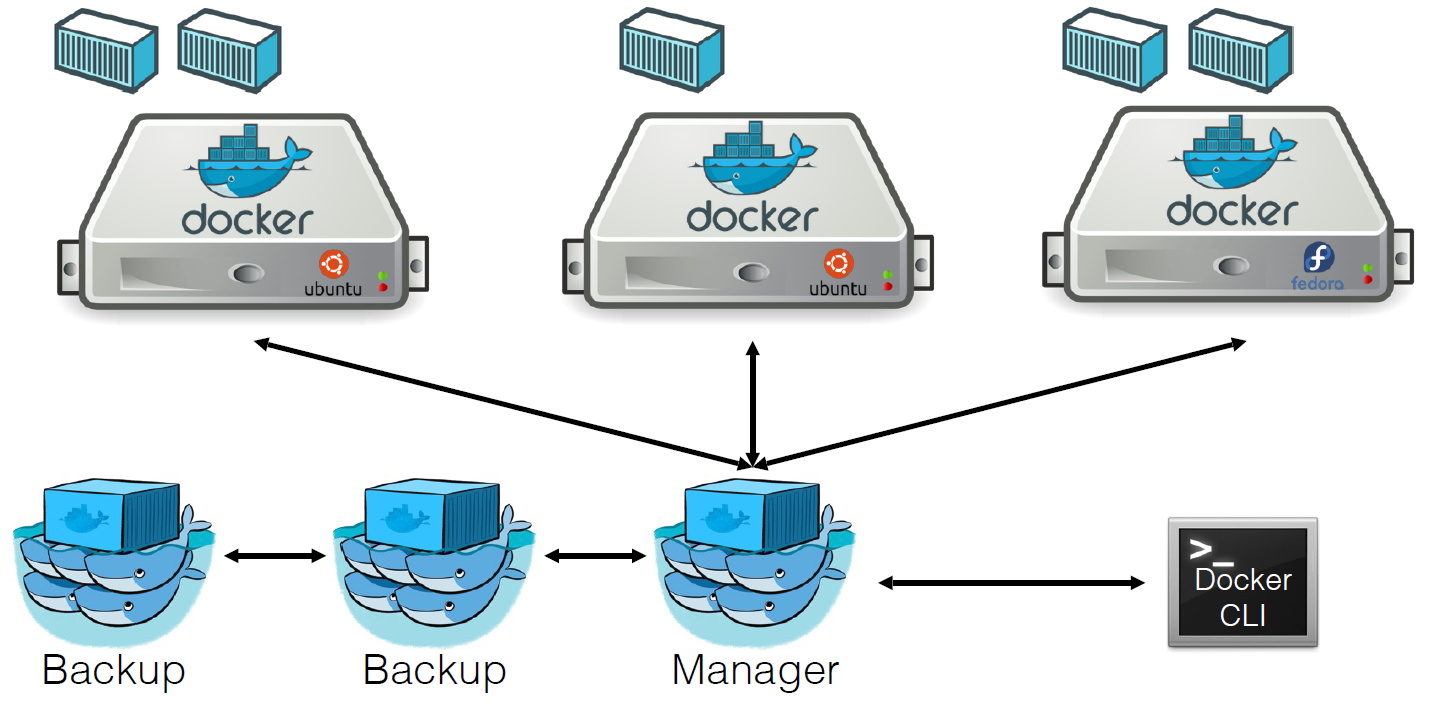 docker
ubuntu
docker
ubuntu
docker
fedora
>_
Docker
CLI
Backup
Backup
Manager